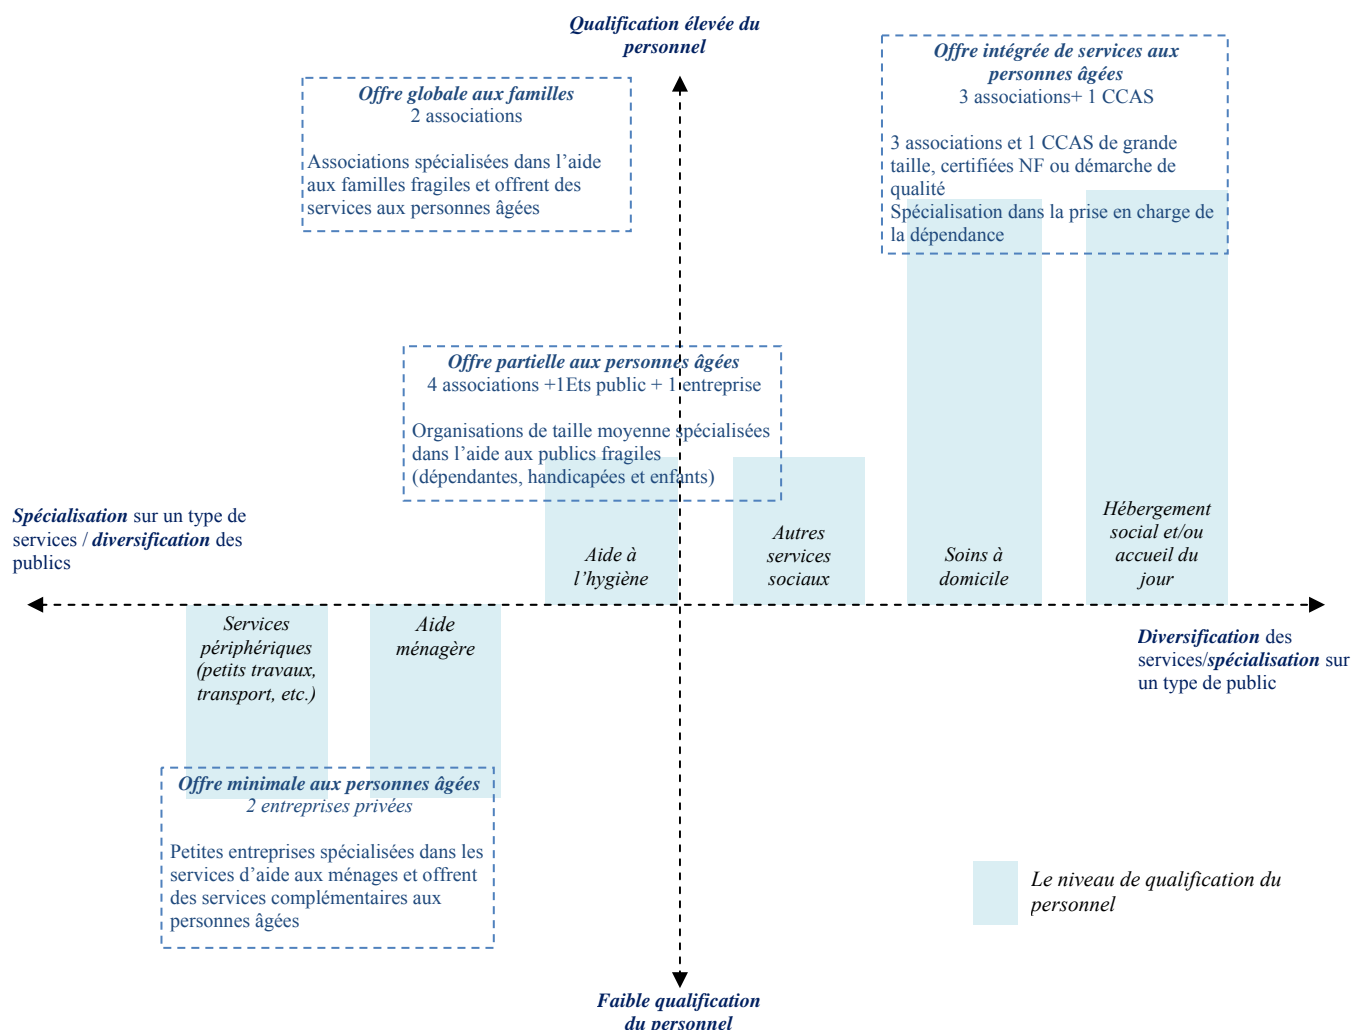 Qualification élevée du
personnel
Offre globale aux familles
2 associations
Associations spécialisées dans l’aide
aux familles fragiles et offrent des
services aux personnes âgées
Offre intégrée de services aux
personnes âgées
3 associations+ 1 CCAS
3 associations et 1 CCAS de grande
taille, certifiées NF ou démarche de
qualité
Spécialisation dans la prise en charge de
la dépendance
Offre partielle aux personnes âgées
4 associations +1Ets public + 1 entreprise
Organisations de taille moyenne spécialisées
dans l’aide aux publics fragiles
(dépendantes, handicapées et enfants)
Spécialisation sur un type de
services / diversification des
publics
Aide à
l’hygiène
Autres
services
sociaux
Soins à
domicile
Hébergement
social et/ou
accueil du
jour
Services
périphériques
(petits travaux,
transport, etc.)
Aide
ménagère
Diversification des
services/spécialisation sur
un type de public
Offre minimale aux personnes âgées
2 entreprises privées
Petites entreprises spécialisées dans les
services d’aide aux ménages et offrent
des services complémentaires aux
personnes âgées
Le niveau de qualification du
personnel
Faible qualification
du personnel